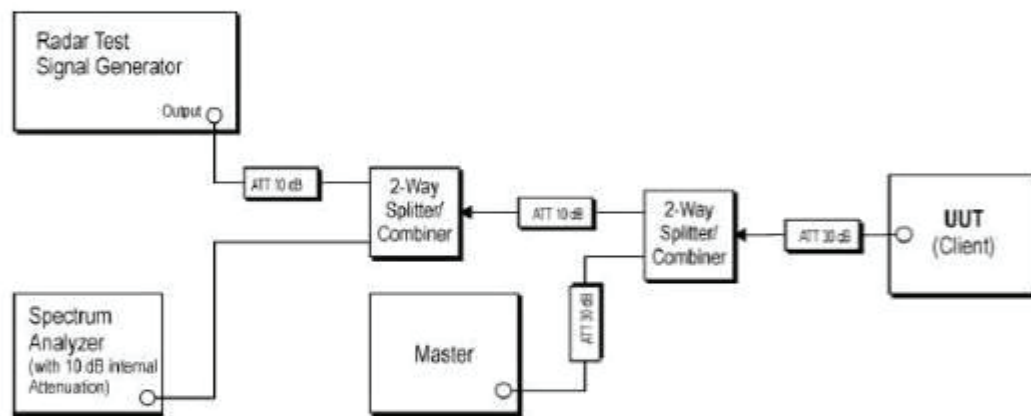 Radar Test
Signal Generator
Output
ATT 10 dB
2-Way
Splitter/
Combiner
ATT 10 dB
2-Way
Splitter/
Combiner
ATT 30 dB
UUT
(Client)
Spectrum
Analyzer
(with 10 dB internal
Attenuation)
Master
ATT 30 dB